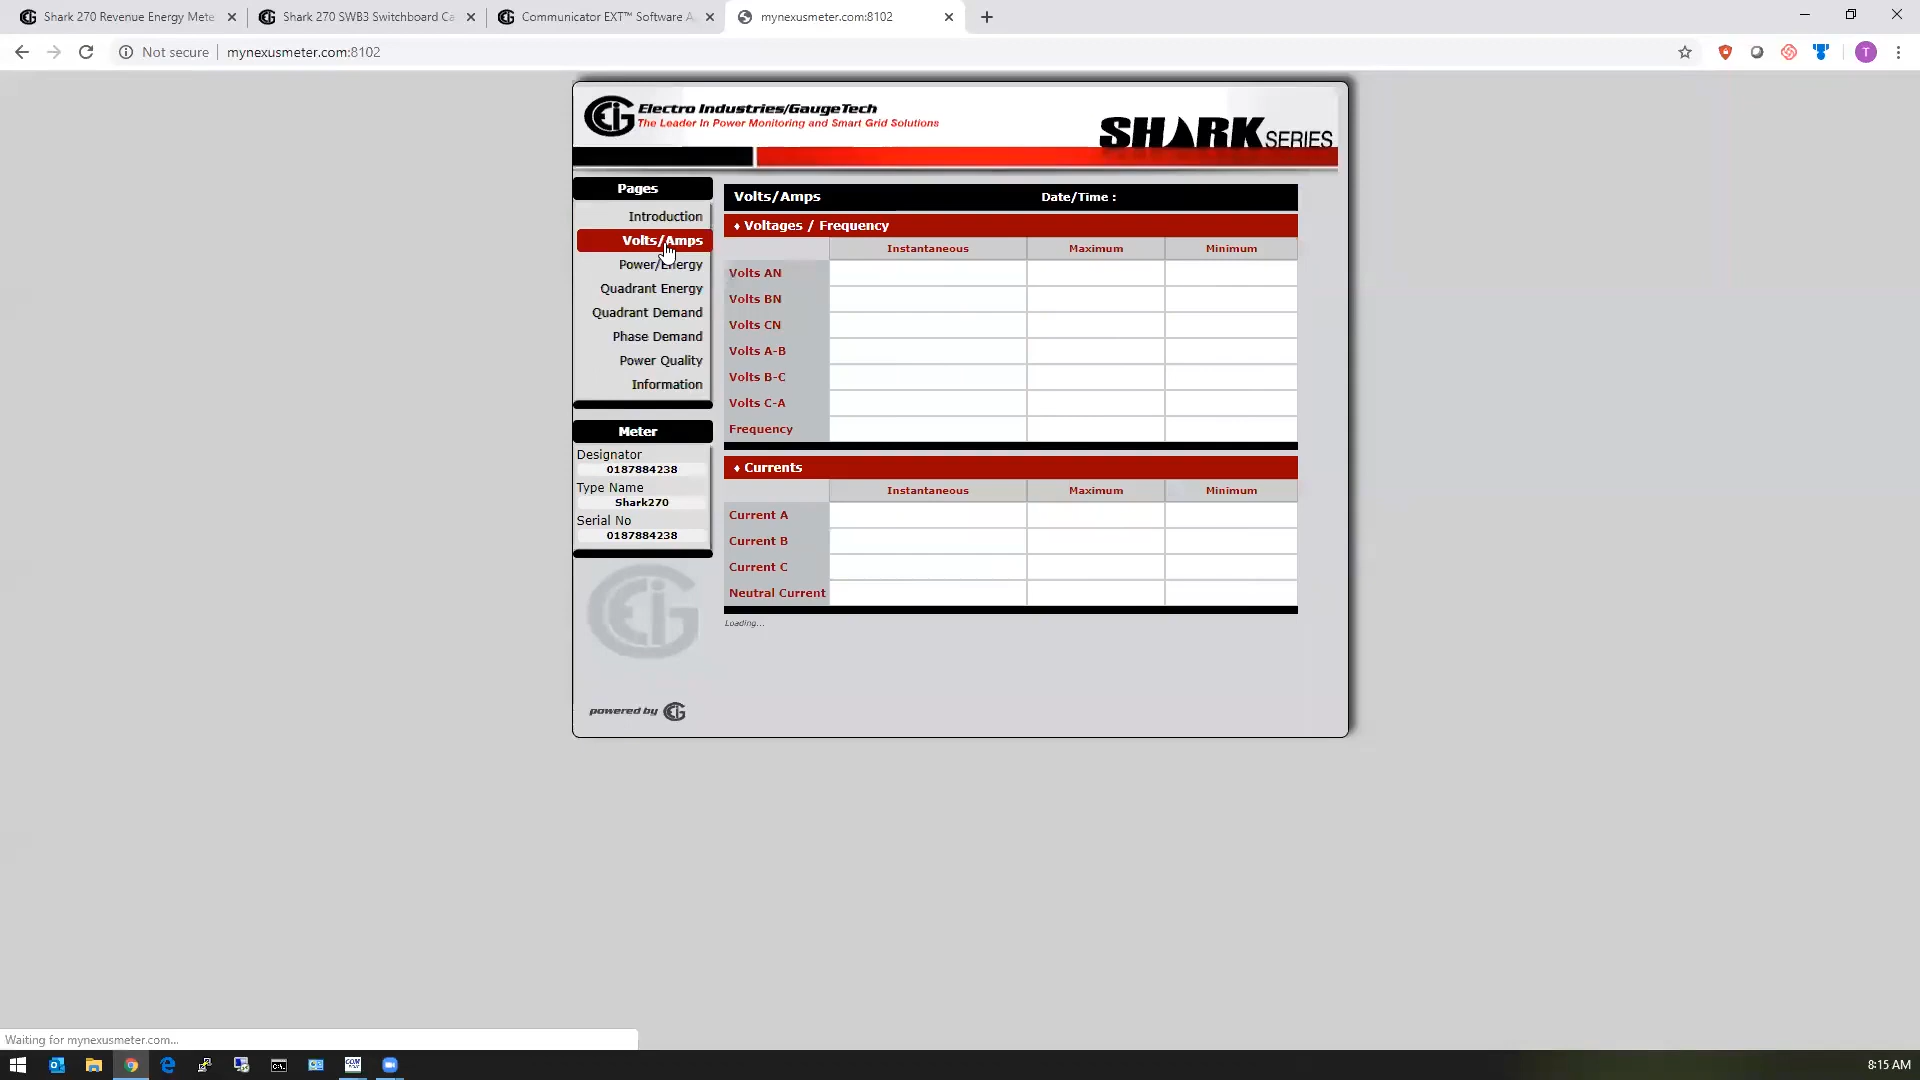 Shark 270 Revenue Energy Mete
Shark 270 SWB3 Switchboard Ca
Communicator EXT™ Software A
mynexusmeter.com:8102
Not secure
mynexusmeter.com:8102
T
EIG
Electro Industries/GaugeTech
The Leader In Power Monitoring and Smart Grid Solutions
SHARK SERIES
Pages
Introduction
Volts/Amps
Power/Energy
Quadrant Energy
Quadrant Demand
Phase Demand
Power Quality
Information
Meter
Designator
0187884238
Type Name
Shark270
Serial No
0187884238
EIG
powered by EIG
Volts/Amps Date/Time :
♦ Voltages / Frequency
Instantaneous Maximum Minimum
Volts AN
Volts BN
Volts CN
Volts A-B
Volts B-C
Volts C-A
Frequency
♦ Currents
Instantaneous Maximum Minimum
Current A
Current B
Current C
Neutral Current
Loading...
Waiting for mynexusmeter.com...
8:15 AM